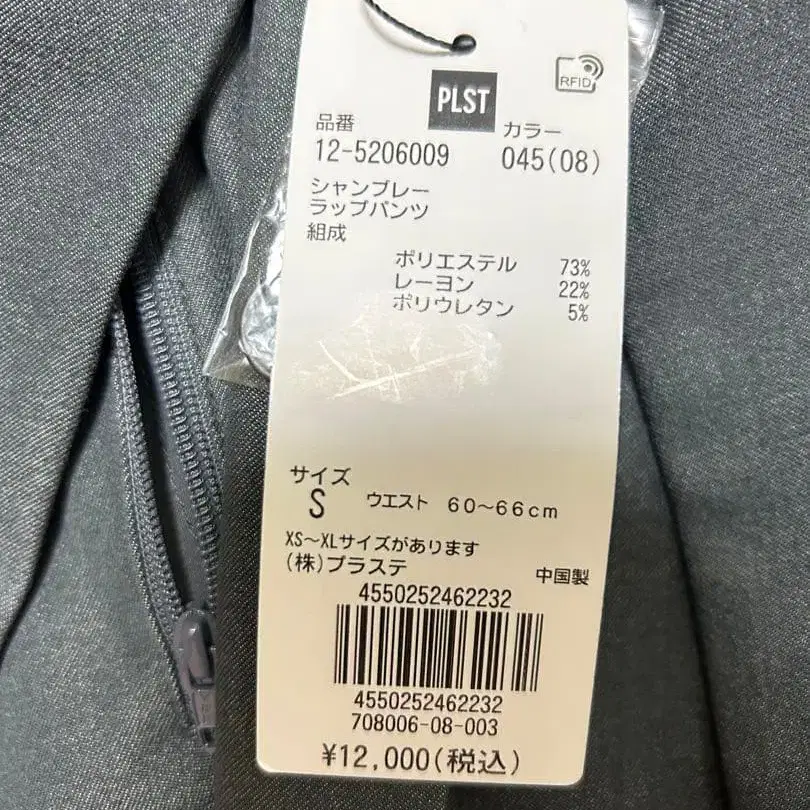 RFID
PLST
品番 カラー
12-5206009 045(08)
シャンブレー
ラップパンツ
組成
ポリエステル 73%
レーヨン 22%
ポリウレタン 5%
サイズ
S ウエスト 60〜66cm
XS〜XLサイズがあります
(株)プラステ 中国製
4550252462232
4550252462232
708006-08-003
¥12,000(税込)